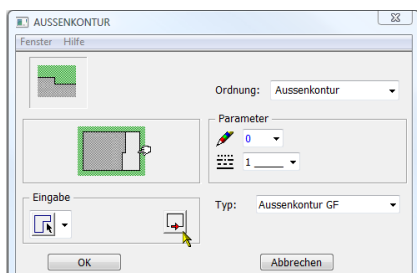 AUSSENKONTUR
Fenster Hilfe
Ordnung: Aussenkontur
Parameter
0
1
Eingabe
Typ: Aussenkontur GF
OK Abbrechen